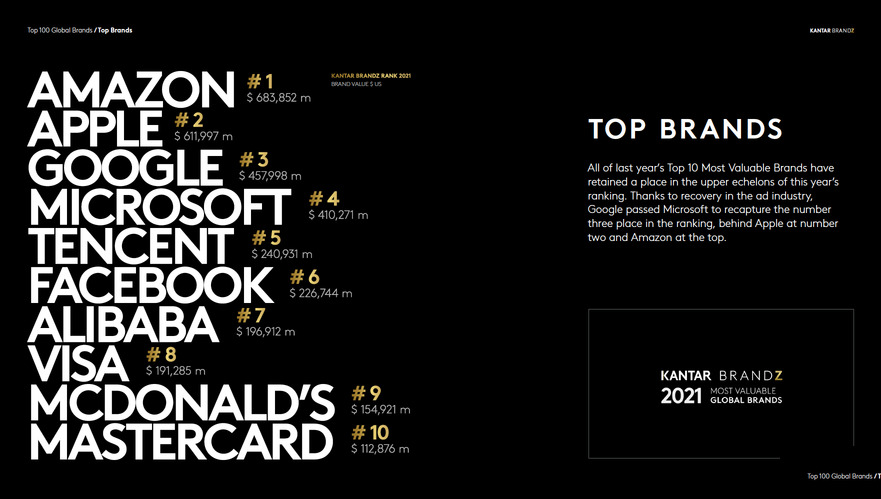 Top 100 Global Brands / Top Brands
KANTAR BRANDZ
KANTAR BRANDZ RANK 2021
BRAND VALUE $ US
AMAZON #1
$ 683,852 m
APPLE #2
$ 611,997 m
GOOGLE #3
$ 457,998 m
MICROSOFT #4
$ 410,271 m
TENCENT #5
$ 240,931 m
FACEBOOK #6
$ 226,744 m
ALIBABA #7
$ 196,912 m
VISA #8
$ 191,285 m
MCDONALD'S #9
$ 154,921 m
MASTERCARD #10
$ 112,876 m
TOP BRANDS
All of last year's Top 10 Most Valuable Brands have
retained a place in the upper echelons of this year's
ranking. Thanks to recovery in the ad industry,
Google passed Microsoft to recapture the number
three place in the ranking, behind Apple at number
two and Amazon at the top.
KANTAR BRANDZ
2021 MOST VALUABLE
GLOBAL BRANDS
Top 100 Global Brands / T